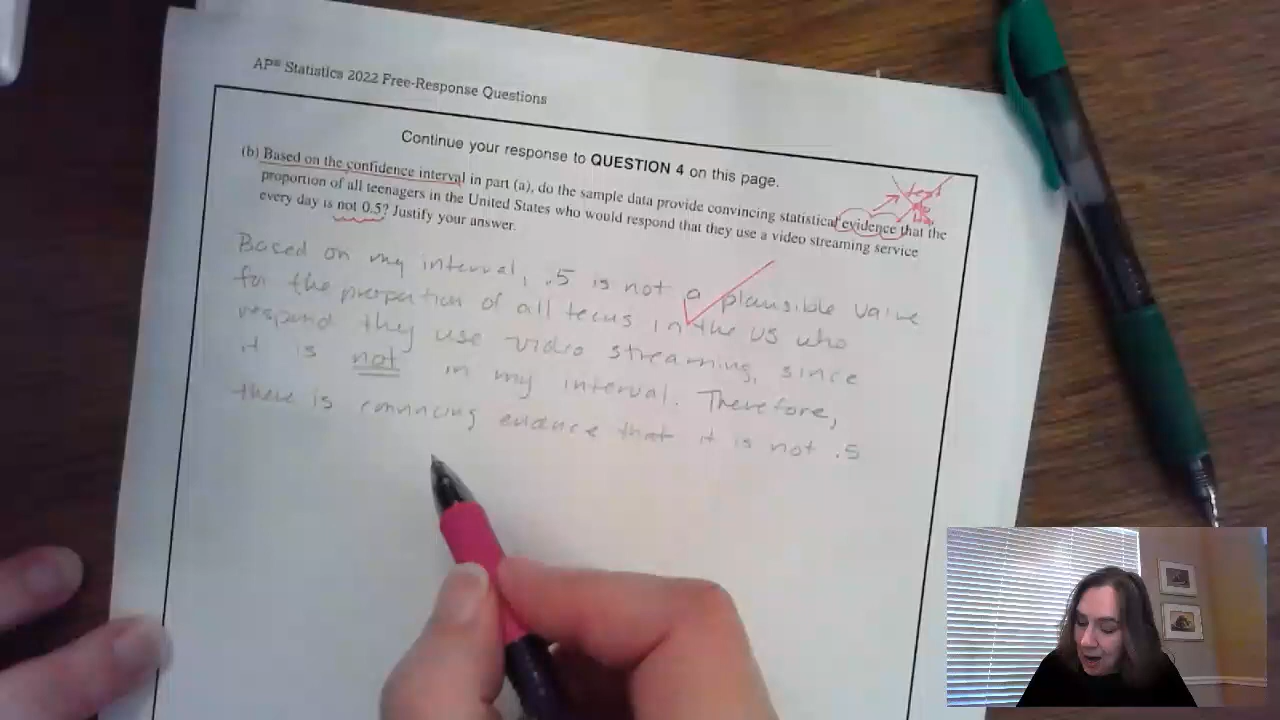 AP® Statistics 2022 Free-Response Questions
Continue your response to QUESTION 4 on this page.
(b) Based on the confidence interval in part (a), do the sample data provide convincing statistical evidence that the
proportion of all teenagers in the United States who would respond that they use a video streaming service
every day is not 0.5? Justify your answer.
Based on my interval, .5 is not a plausible value
for the proportion of all teens in the US who
respond they use video streaming, since
it is not in my interval. Therefore,
there is convincing evidence that it is not .5